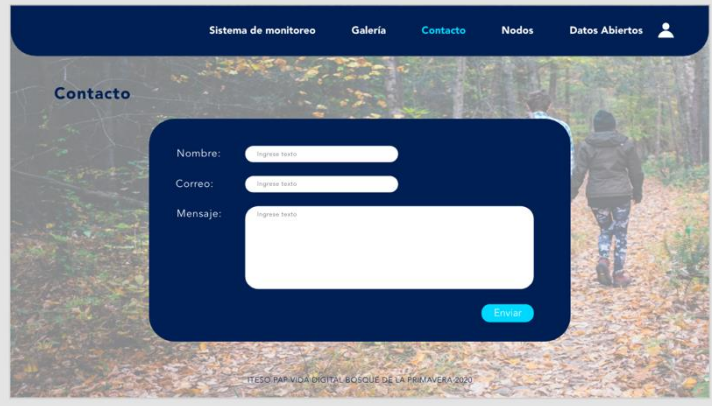 Sistema de monitoreo Galería Contacto Nodos Datos Abiertos
Contacto
Nombre: Ingrese texto
Correo: Ingrese texto
Mensaje: Ingrese texto
Enviar
ITESO PAP VIDA DIGITAL BOSQUE DE LA PRIMAVERA 2020